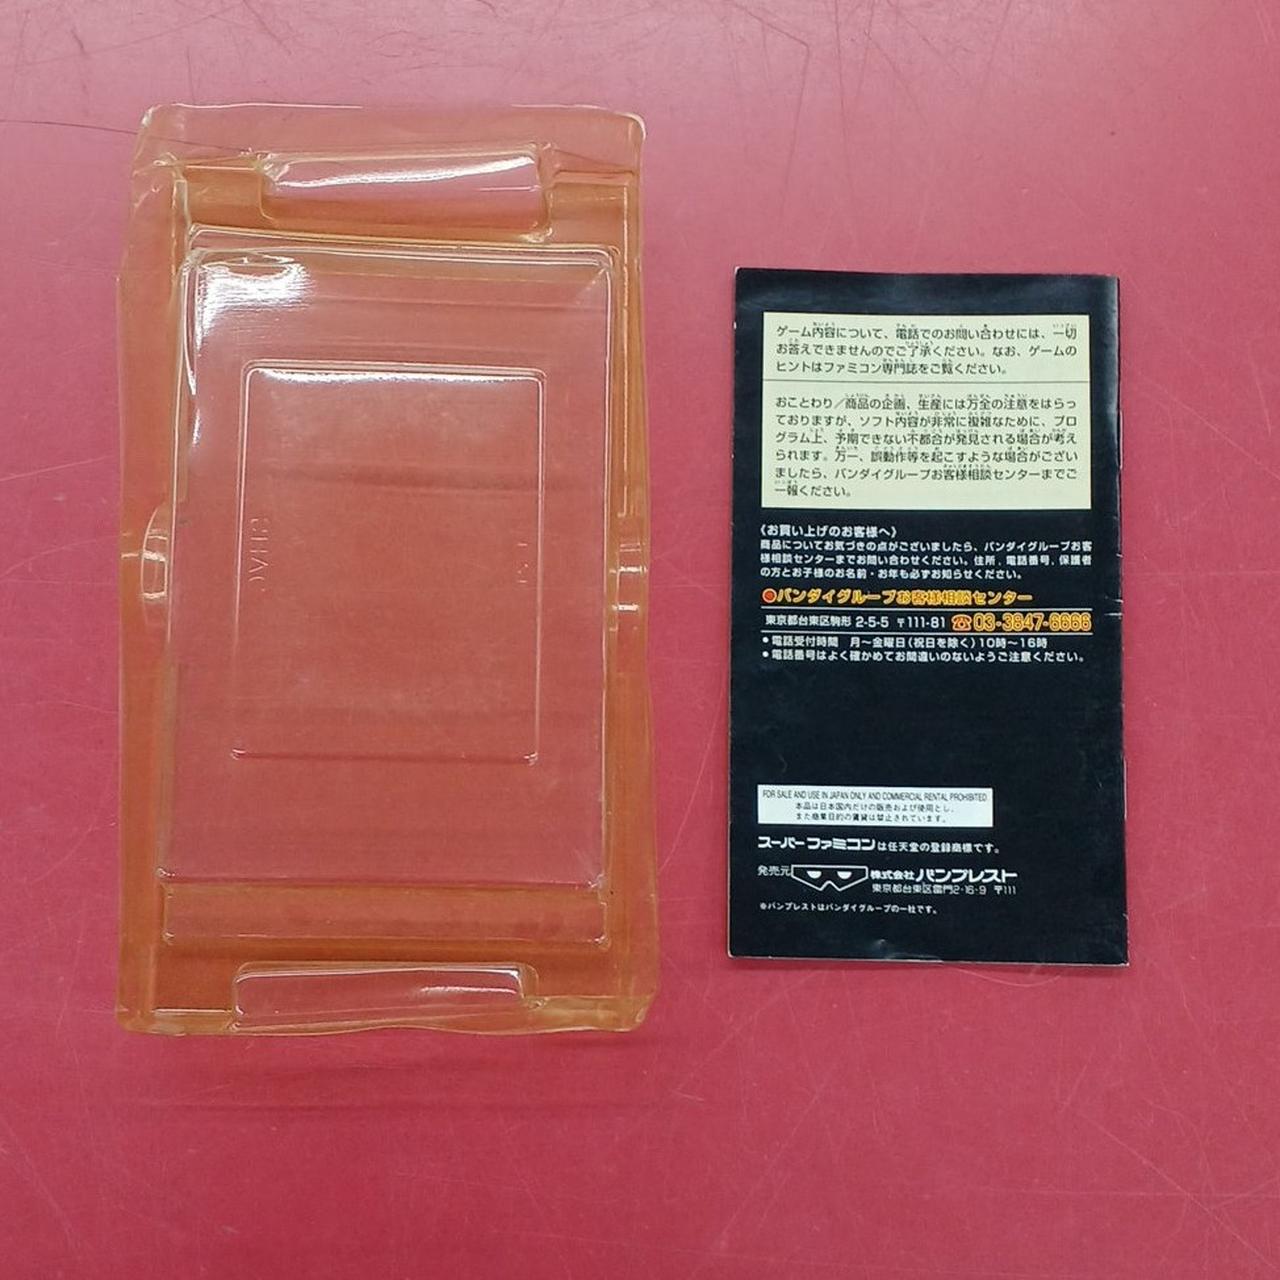 ゲーム内容について、電話でのお問い合わせには、一切
お答えできませんのでご了承ください。なお、ゲームの
ヒントはファミコン専門誌をご覧ください。
おことわり／商品の企画、生産には万全の注意をはらっ
ておりますが、ソフト内容が非常に複雑なために、プロ
グラム上、予期できない不都合が発見される場合が考え
られます。万一、誤動作等を起こすような場合がござい
ましたら、バンダイグループお客様相談センターまでご
一報ください。
《お買い上げのお客様へ》
商品についてお気づきの点がございましたら、バンダイグループお客
様相談センターまでお問い合わせください。住所、電話番号、保護者
の方とお子様のお名前・お年も必ずお知らせください。
●バンダイグループお客様相談センター
東京都台東区駒形 2-5-5 〒111-81 ☎03-3847-6666
•電話受付時間 月〜金曜日(祝日を除く)10時〜16時
•電話番号はよく確かめてお間違いのないようご注意ください。
FOR SALE AND USE IN JAPAN ONLY AND COMMERCIAL RENTAL PROHIBITED.
本品は日本国内だけの販売および使用とし、
また商業目的の賃貸は禁止されています。
スーパーファミコンは任天堂の登録商標です。
発売元 株式会社バンプレスト
東京都台東区雷門2-16-9 〒111
※バンプレストはバンダイグループの一社です。